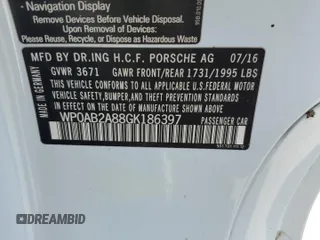 Navigation Display
Remove Devices Before Disposal
Upon Removal of Devices:
Please Reuse, Recycle, or Dispose as Hazardous Waste
MFD BY DR.ING H.C.F. PORSCHE AG 07/16
GVWR 3671 GAWR FRONT/REAR 1731/1995 LBS
THIS VEHICLE CONFORMS TO ALL APPLICABLE U.S.FEDERAL MOTOR
VEHICLE SAFETY, BUMPER, AND THEFT PREVENTION STANDARDS IN
EFFECT ON THE DATE OF MANUFACTURE SHOWN ABOVE.
WP0AB2A88GK186397 PASSENGER CAR
GERMANY
DREAMBID